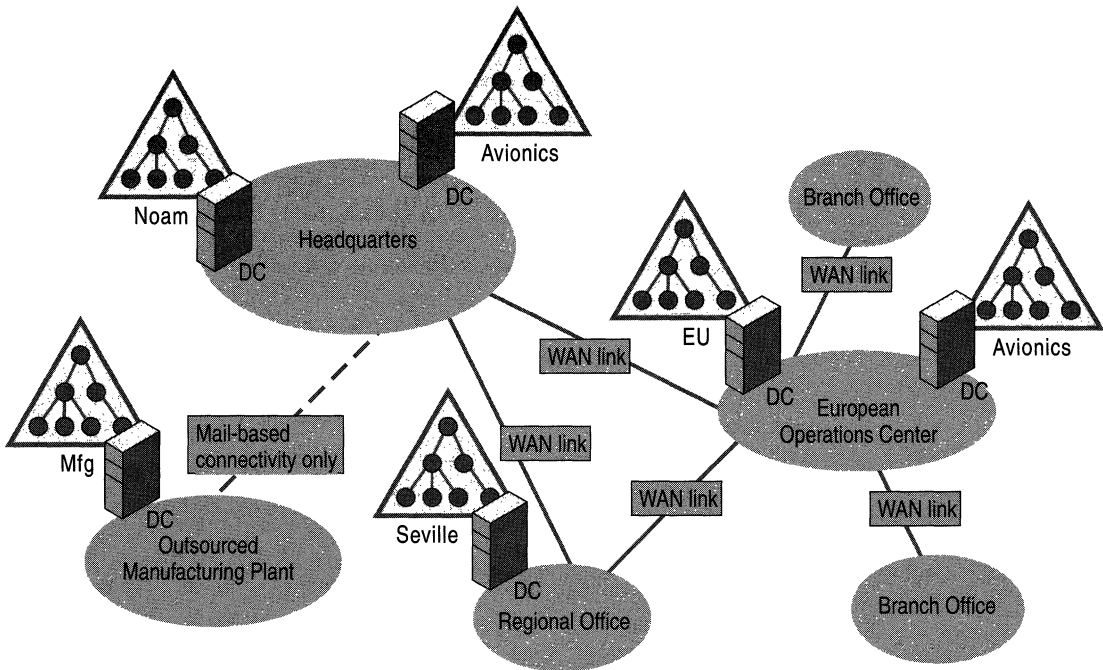 Avionics
Noam
DC
Headquarters
DC
Branch Office
WAN link
EU
Avionics
WAN link
DC
DC
European
Operations Center
Mail-based
connectivity only
Mfg
WAN link
WAN link
WAN link
DC
Seville
Outsourced
Manufacturing Plant
DC
Regional Office
Branch Office